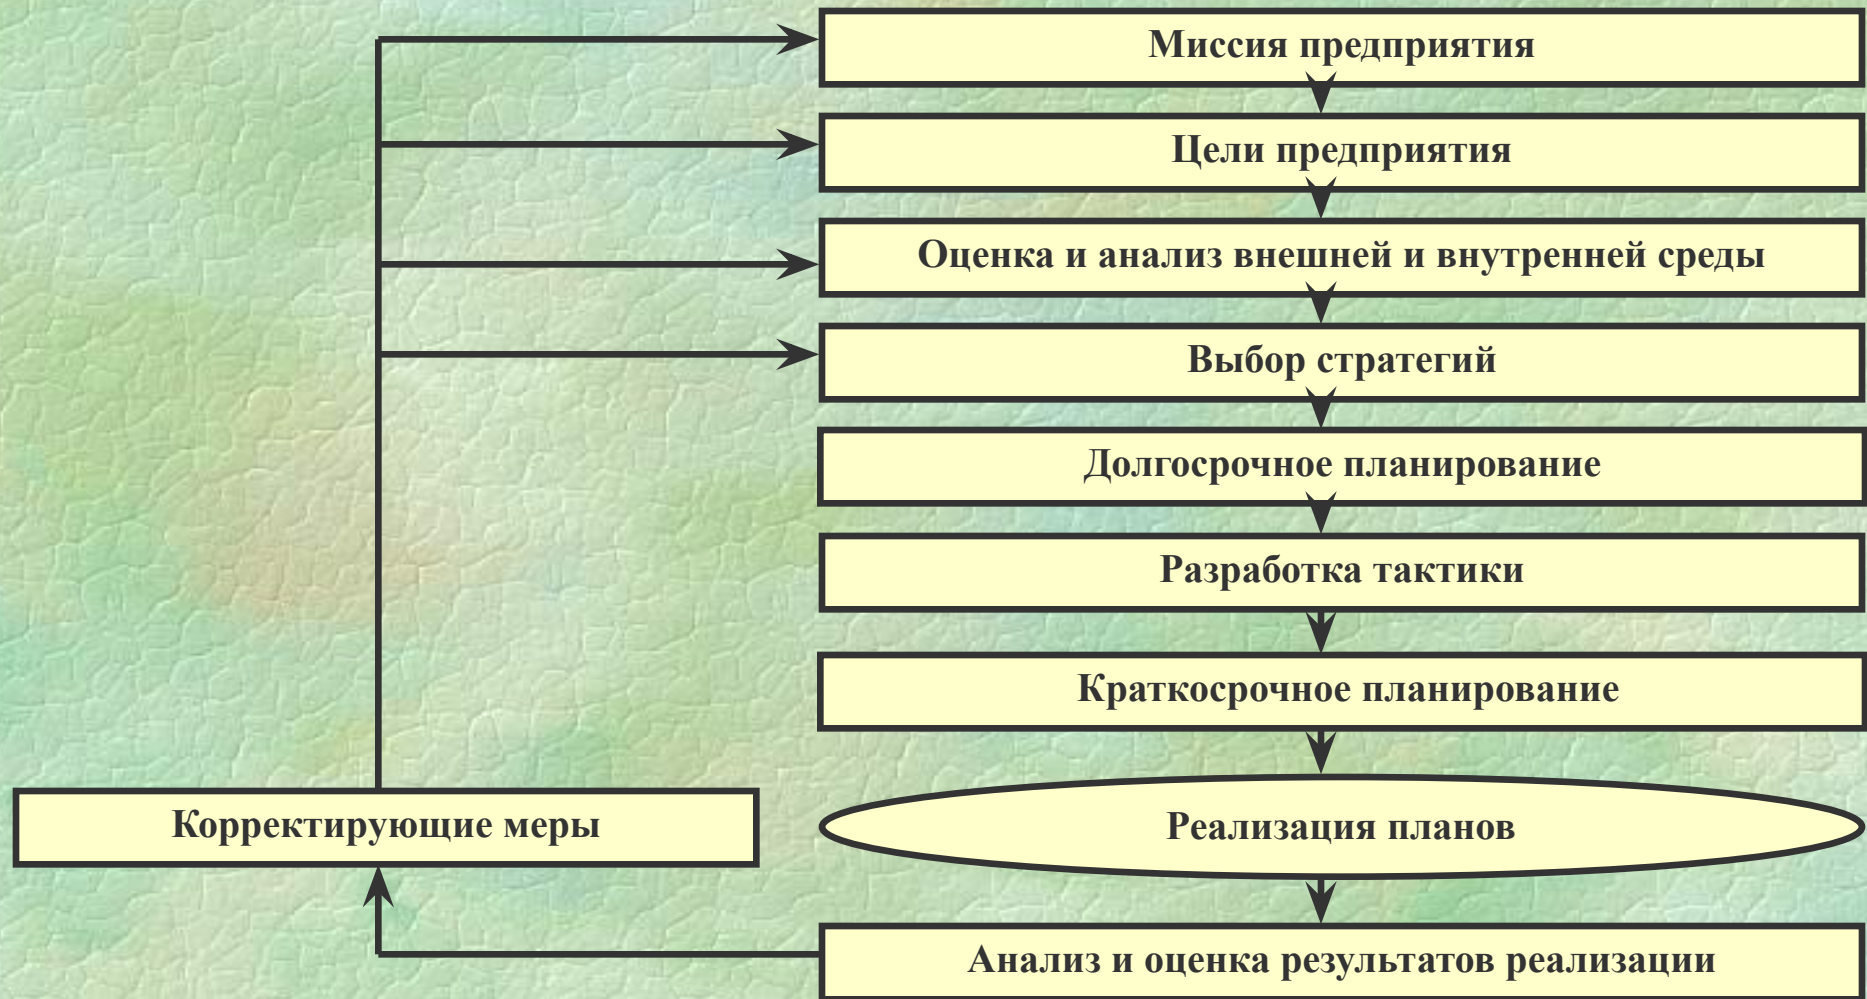 Миссия предприятия
Цели предприятия
Оценка и анализ внешней и внутренней среды
Выбор стратегий
Долгосрочное планирование
Разработка тактики
Краткосрочное планирование
Корректирующие меры
Реализация планов
Анализ и оценка результатов реализации